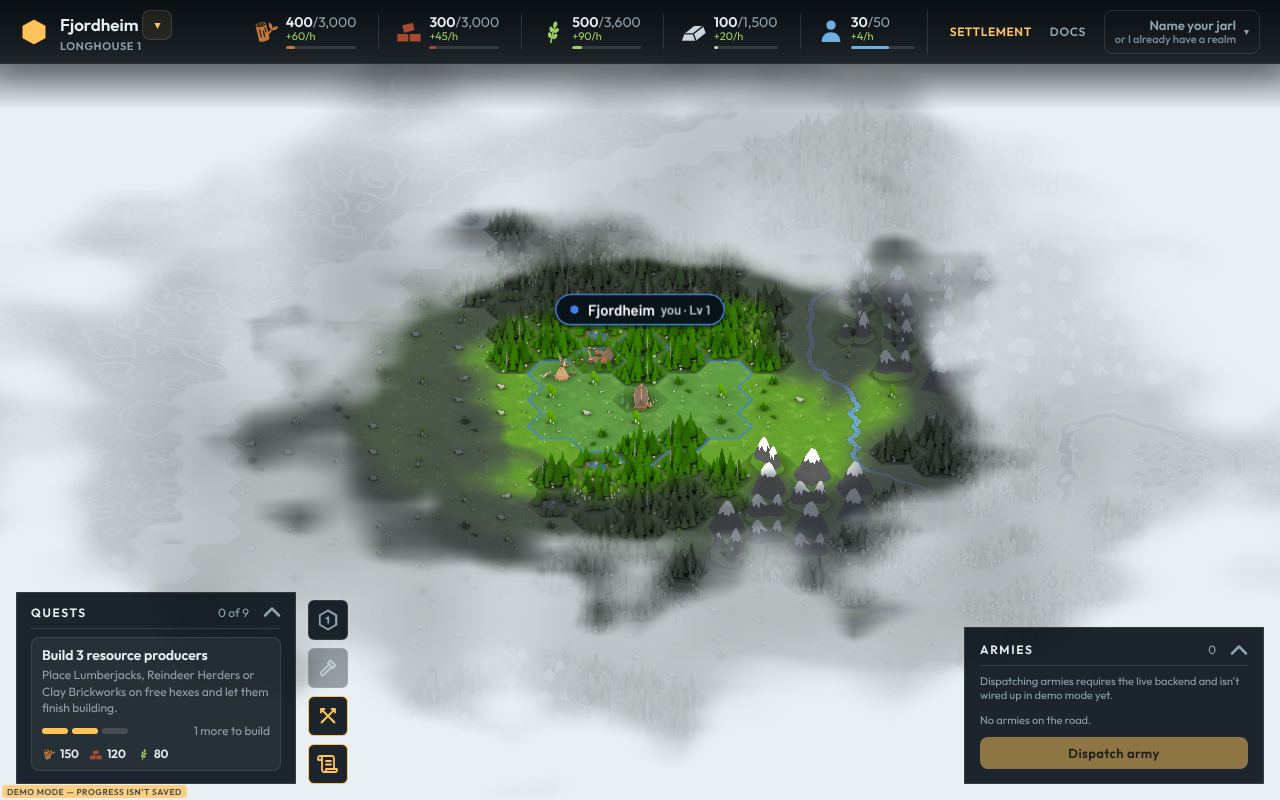 Fjordheim
▼
LONGHOUSE 1
400/3,000
+60/h
300/3,000
+45/h
500/3,600
+90/h
100/1,500
+20/h
30/50
+4/h
SETTLEMENT
DOCS
Name your jarl
or I already have a realm
▼
Fjordheim you · Lv 1
QUESTS
0 of 9
Build 3 resource producers
Place Lumberjacks, Reindeer Herders or
Clay Brickworks on free hexes and let them
finish building.
1 more to build
150
120
80
1
ARMIES
0
Dispatching armies requires the live backend and isn't
wired up in demo mode yet.
No armies on the road.
Dispatch army
DEMO MODE — PROGRESS ISN'T SAVED